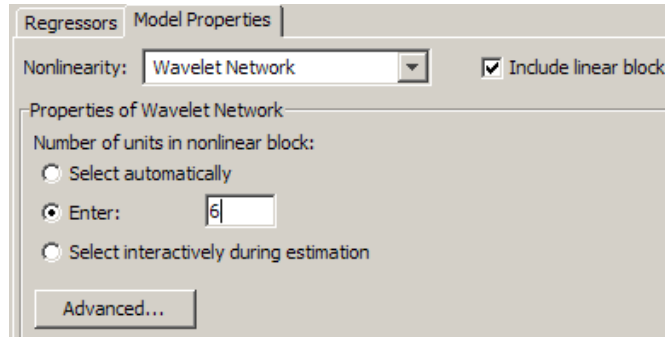 Regressors Model Properties
Nonlinearity: Wavelet Network Include linear block
Properties of Wavelet Network
Number of units in nonlinear block:
Select automatically
Enter: 6
Select interactively during estimation
Advanced...